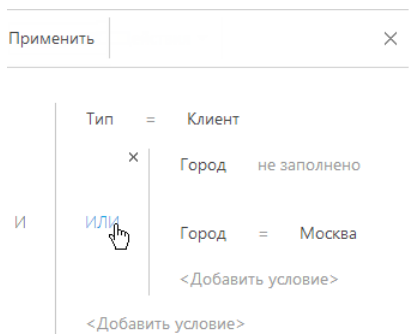 Применить
Тип = Клиент
Город не заполнено
И ИЛИ
Город = Москва
<Добавить условие>
<Добавить условие>